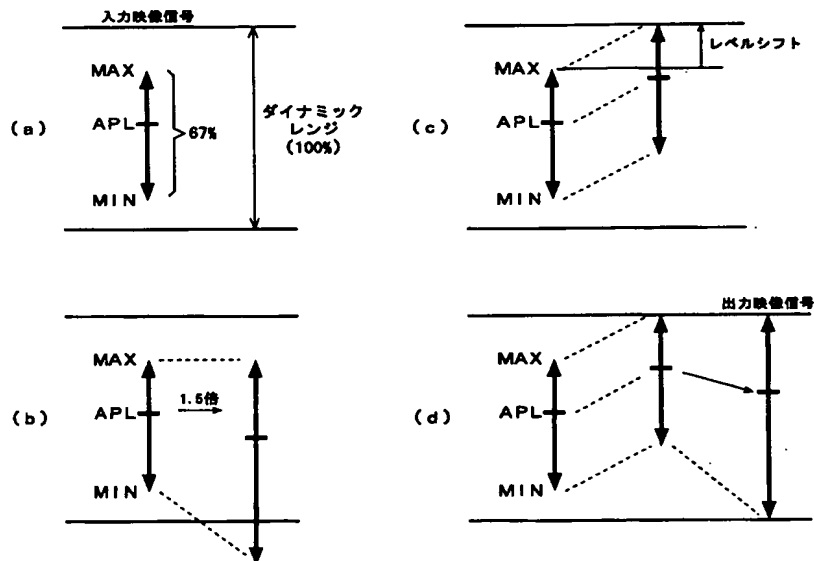 入力映像信号
(a)
MAX
APL
MIN
67%
ダイナミック
レンジ
(100%)
(b)
MAX
APL
MIN
1.5倍
(c)
MAX
APL
MIN
レベルシフト
(d)
出力映像信号
MAX
APL
MIN